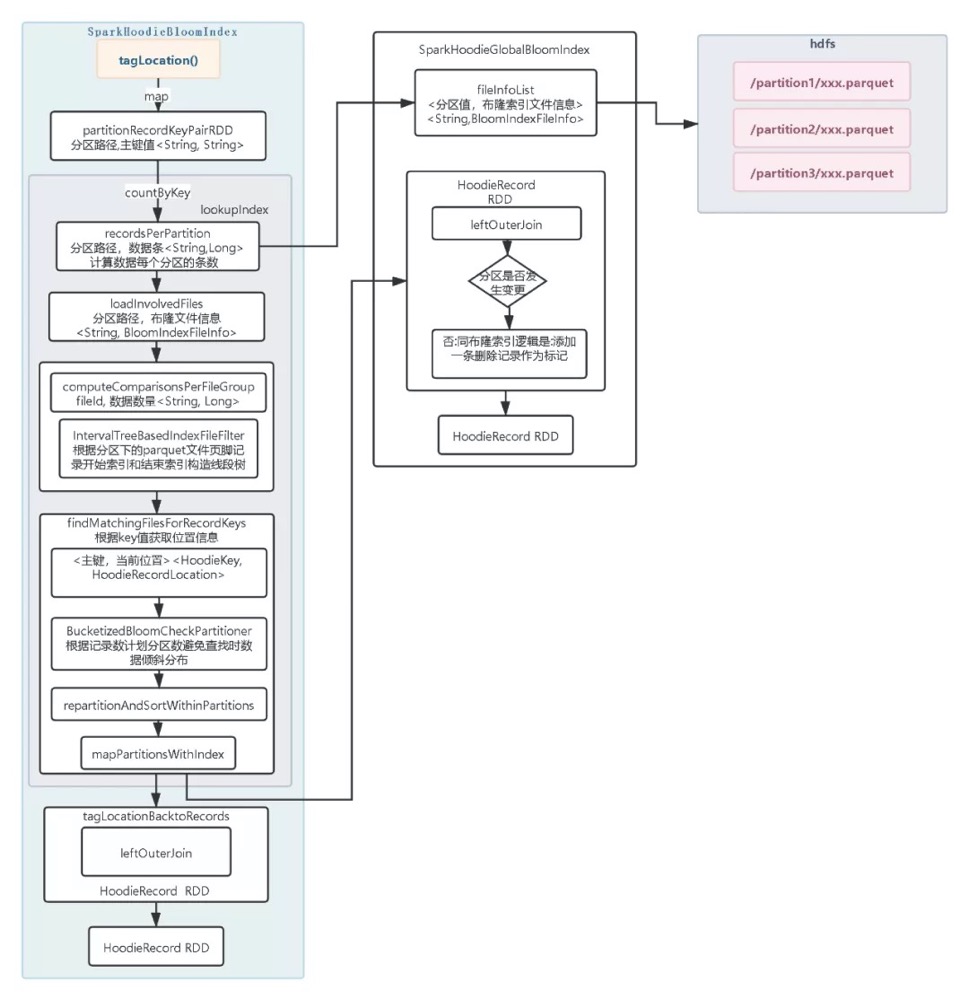 SparkHoodieBloomIndex
tagLocation()
map
partitionRecordKeyPairRDD
分区路径,主键值<String, String>
countByKey
lookupIndex
recordsPerPartition
分区路径，数据条<String,Long>
计算数据每个分区的条数
loadInvolvedFiles
分区路径，布隆文件信息
<String, BloomIndexFileInfo>
computeComparisonsPerFileGroup
fileId, 数据数量<String, Long>
IntervalTreeBasedIndexFileFilter
根据分区下的parquet文件页脚记
录开始索引和结束索引构造线段树
findMatchingFilesForRecordKeys
根据key值获取位置信息
<主键，当前位置> <HoodieKey,
HoodieRecordLocation>
BucketizedBloomCheckPartitioner
根据记录数计划分区数避免查找时数
据倾斜分布
repartitionAndSortWithinPartitions
mapPartitionsWithIndex
tagLocationBacktoRecords
leftOuterJoin
HoodieRecord RDD
HoodieRecord RDD
SparkHoodieGlobalBloomIndex
fileInfoList
<分区值，布隆索引文件信息>
<String,BloomIndexFileInfo>
HoodieRecord
RDD
leftOuterJoin
分区是否发
生变更
否:同布隆索引逻辑是:添加
一条删除记录作为标记
HoodieRecord RDD
hdfs
/partition1/xxx.parquet
/partition2/xxx.parquet
/partition3/xxx.parquet